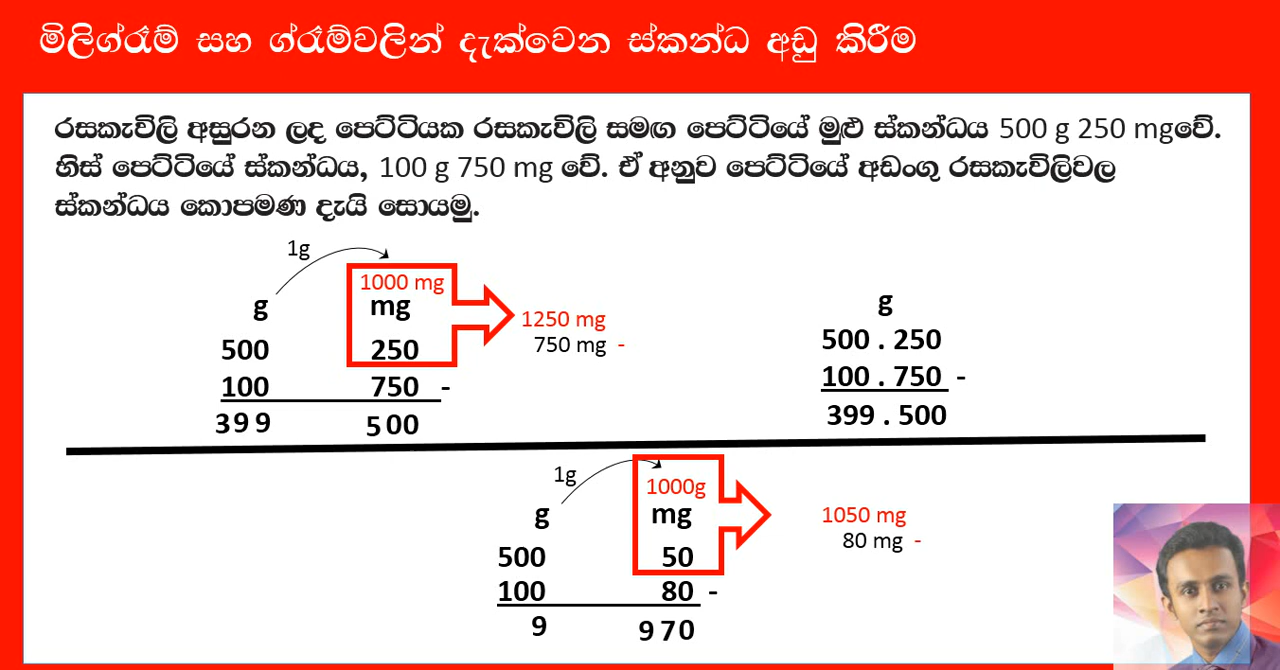 මිලිග්රෑම් සහ ග්රෑම්වලින් දැක්වෙන ස්කන්ධ අඩු කිරීම
රසකැවිලි අසුරන ලද පෙට්ටියක රසකැවිලි සමඟ පෙට්ටියේ මුළු ස්කන්ධය 500 g 250 mgවේ.
හිස් පෙට්ටියේ ස්කන්ධය, 100 g 750 mg වේ. ඒ අනුව පෙට්ටියේ අඩංගු රසකැවිලිවල
ස්කන්ධය කොපමණ දැයි සොයමු.
1g
1000 mg
g mg
500 250
100 750 -
399 500
1250 mg
750 mg -
g
500 . 250
100 . 750 -
399 . 500
1g
1000g
g mg
500 50
100 80 -
9 970
1050 mg
80 mg -